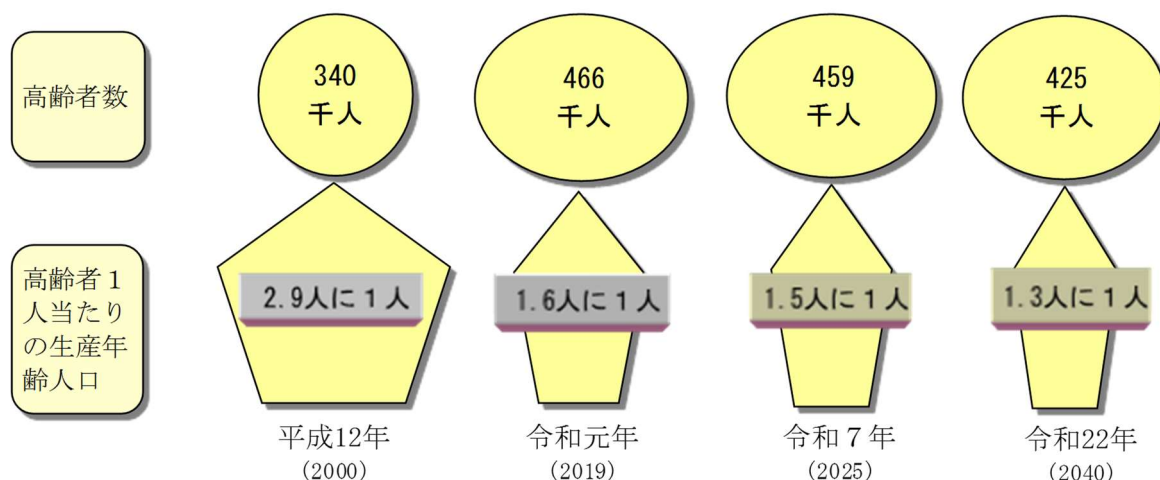 高齢者数
340
千人
466
千人
459
千人
425
千人
高齢者１
人当たり
の生産年
齢人口
2.9人に１人
1.6人に１人
1.5人に１人
1.3人に１人
平成12年
(2000)
令和元年
(2019)
令和７年
(2025)
令和22年
(2040)